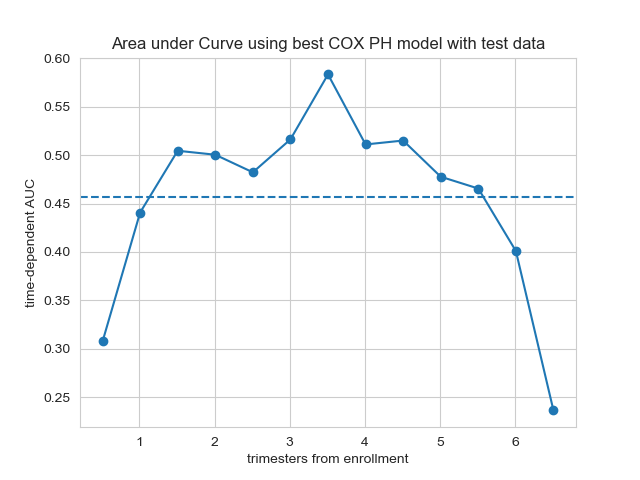 Area under Curve using best COX PH model with test data
0.60
0.55
0.50
0.45
0.40
0.35
0.30
0.25
time-dependent AUC
1 2 3 4 5 6
trimesters from enrollment